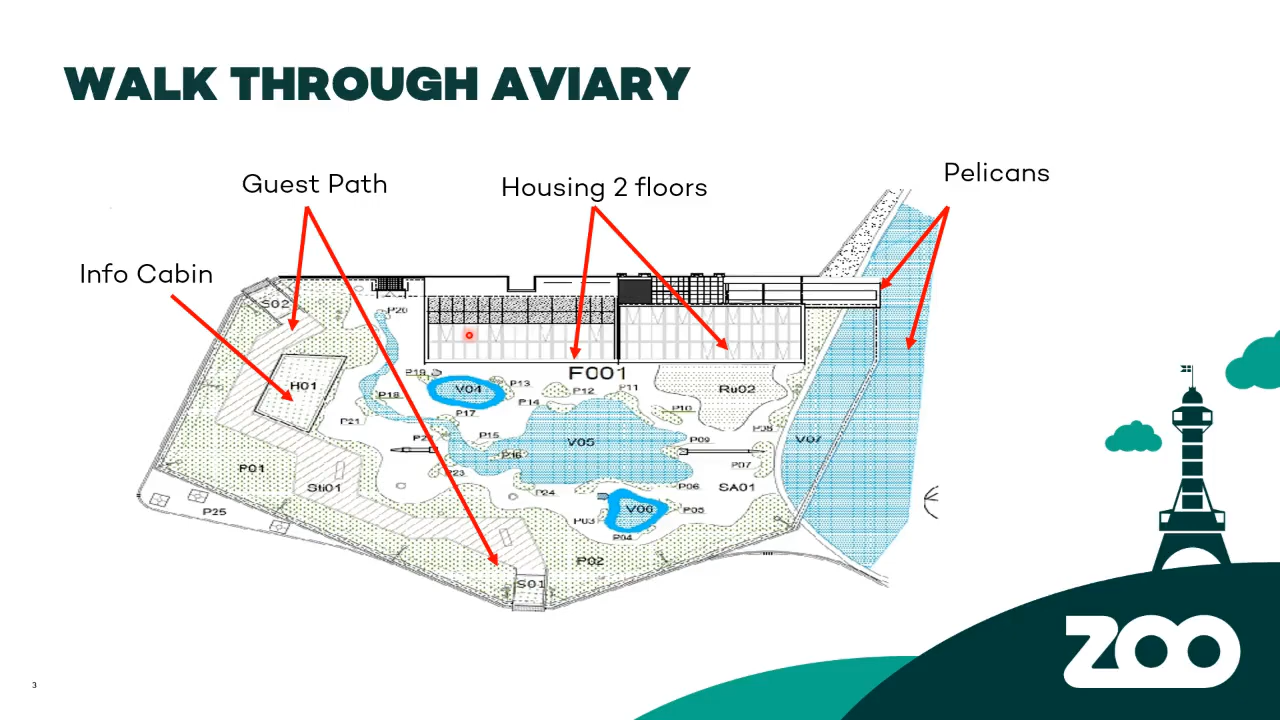 WALK THROUGH AVIARY
Guest Path
Housing 2 floors
Pelicans
Info Cabin
S02
P20
F001
P19
V04
P13
P12
P11
H01
P18
P14
Ru02
P21
P17
P10
P08
P15
V05
P09
V07
P16
P01
P23
P07
Sti01
P24
P06
SA01
P25
V06
P05
P03
P04
P02
S01
ZOO
3